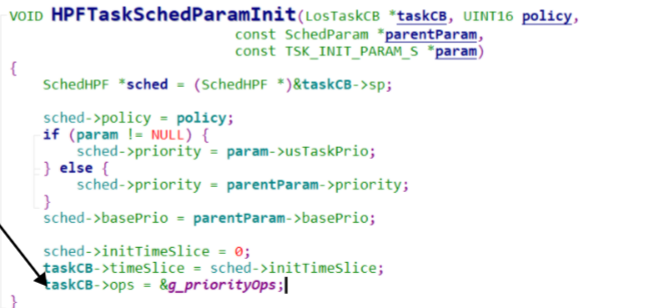 VOID HPFTaskSchedParamInit(LosTaskCB *taskCB, UINT16 policy,
const SchedParam *parentParam,
const TSK_INIT_PARAM_S *param)
{
SchedHPF *sched = (SchedHPF *)&taskCB->sp;
sched->policy = policy;
if (param != NULL) {
sched->priority = param->usTaskPrio;
} else {
sched->priority = parentParam->priority;
}
sched->basePrio = parentParam->basePrio;
sched->initTimeSlice = 0;
taskCB->timeSlice = sched->initTimeSlice;
taskCB->ops = &g_priorityOps;
}